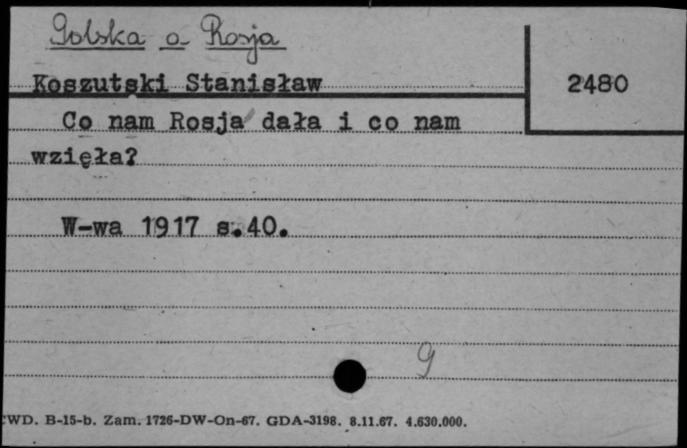 Polska a Rosja
Koszutski Stanisław
2480
Co nam Rosja dała i co nam
wzięła?
W-wa 1917 s.40.
9
WD. B-15-b. Zam. 1726-DW-On-67. GDA-3198. 8.11.67. 4.630.000.